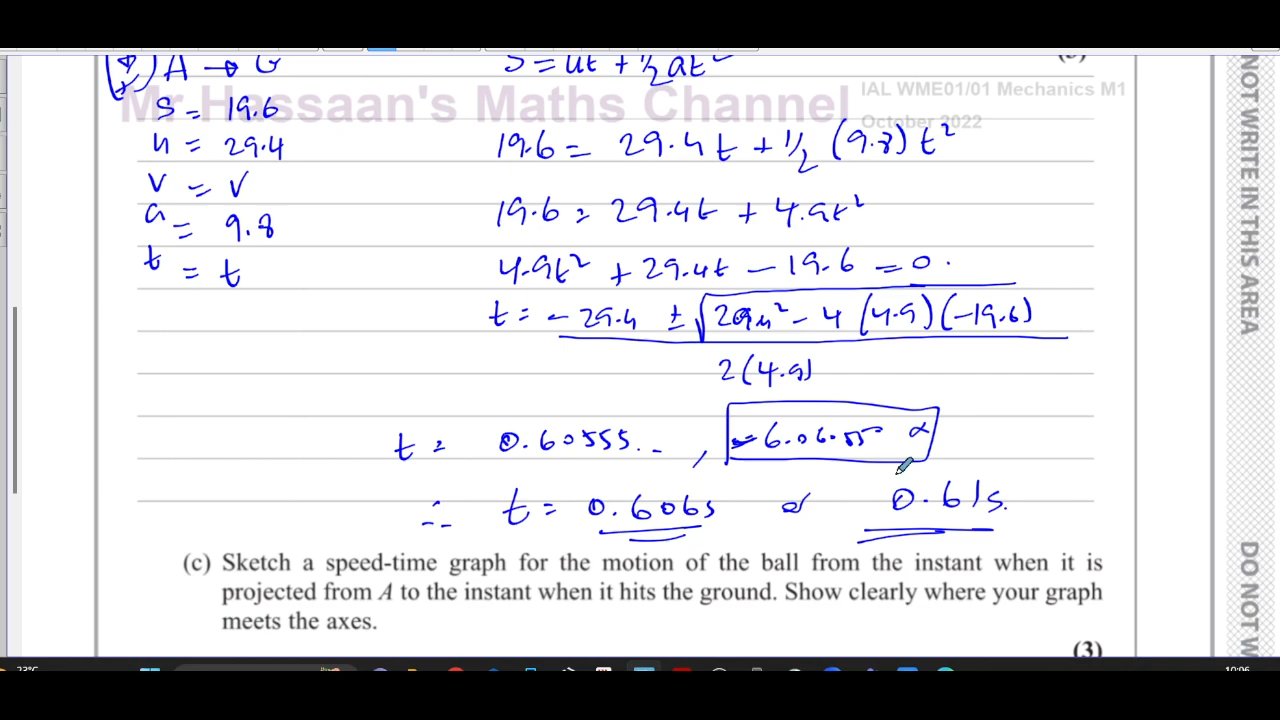 (↓+) A → G S = ut + ½at²
Mr Hassaan's Maths Channel
IAL WME01/01 Mechanics M1
October 2022
S = 19.6
u = 29.4
v = v
a = 9.8
t = t
19.6 = 29.4t + ½ (9.8) t²
19.6 = 29.4t + 4.9t²
4.9t² + 29.4t - 19.6 = 0.
t = -29.4 ± √29.4² - 4 (4.9)(-19.6)
2(4.9)
t = 0.60555.. ,
∴ t = 0.606s or 0.61s.
(c) Sketch a speed-time graph for the motion of the ball from the instant when it is
projected from A to the instant when it hits the ground. Show clearly where your graph
meets the axes.
(3)
NOT WRITE IN THIS AREA
DO NOT W
23°C
10:06